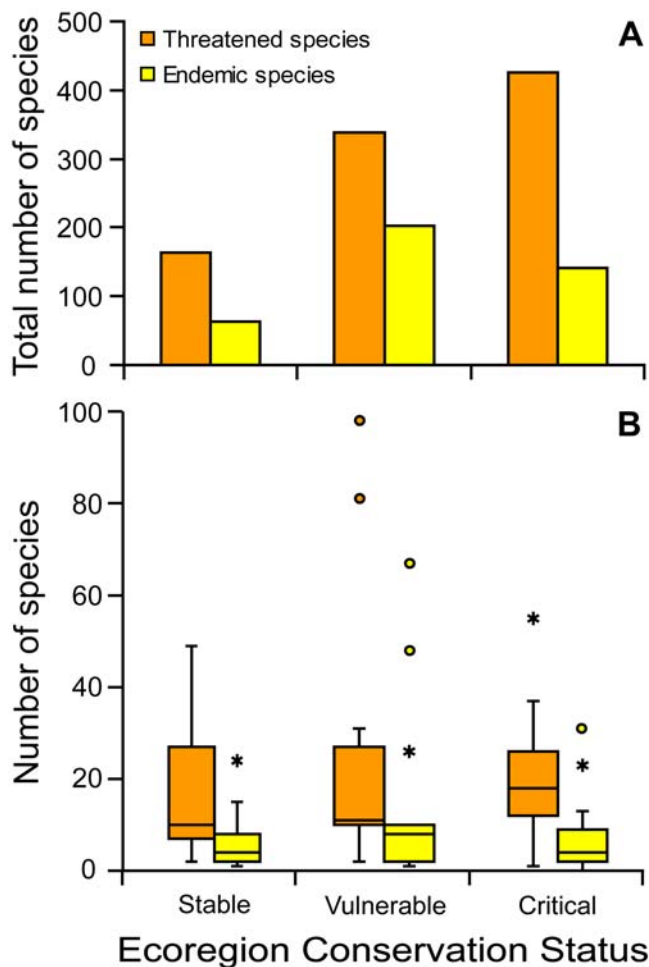 A
Total number of species
500
400
300
200
100
0
Threatened species
Endemic species
B
Number of species
100
80
60
40
20
0
Stable Vulnerable Critical
Ecoregion Conservation Status